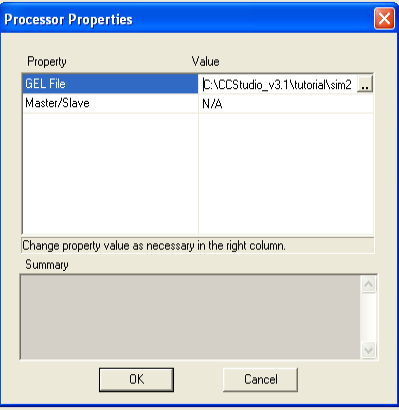 Processor Properties
Property Value
GEL File C:\CCStudio_v3.1\tutorial\sim2 ..
Master/Slave N/A
Change property value as necessary in the right column.
Summary
OK Cancel